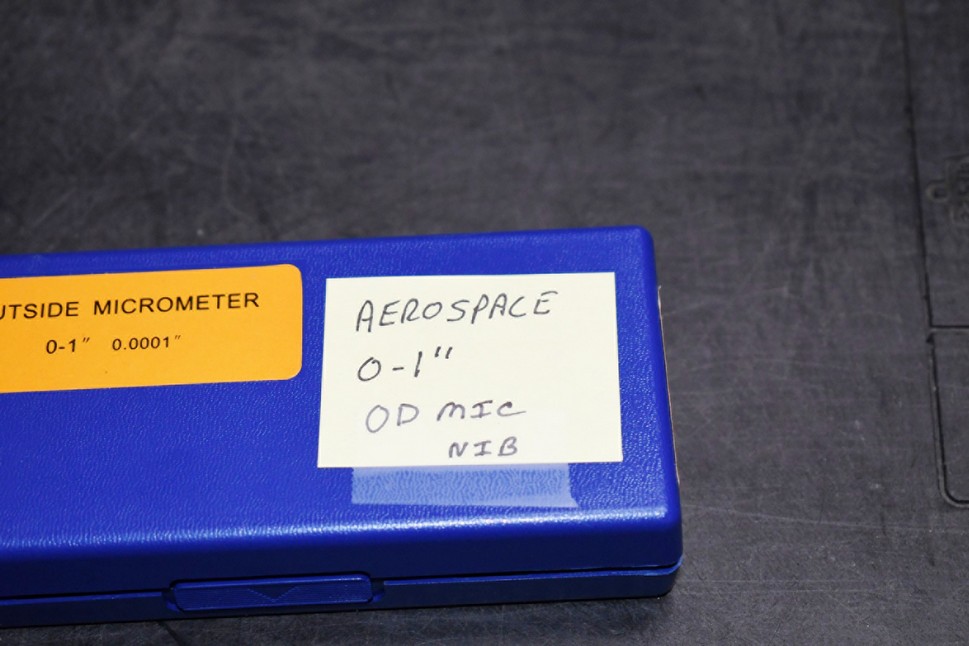 UTSIDE MICROMETER
0-1" 0.0001"
AEROSPACE
0-1"
OD MIC
NIB